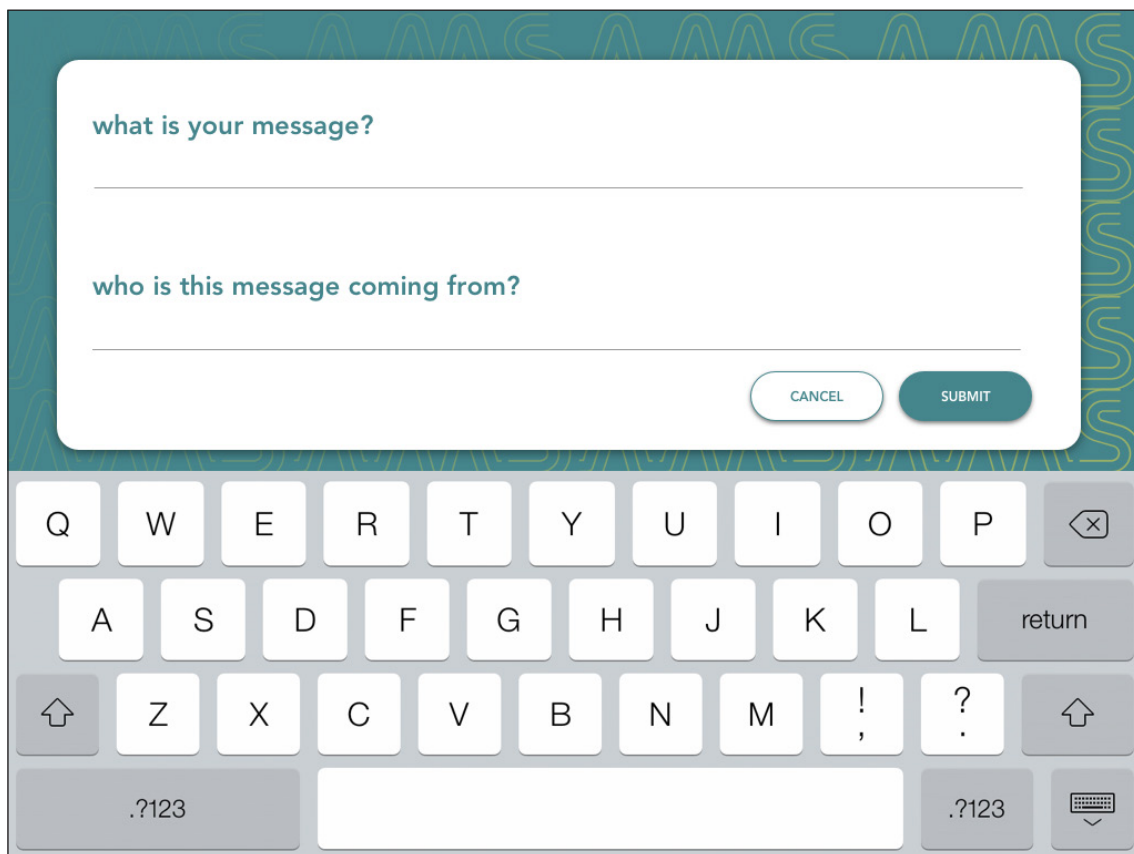 what is your message?
who is this message coming from?
CANCEL SUBMIT
Q W E R T Y U I O P
A S D F G H J K L return
Z X C V B N M ! , ? .
.?123 .?123